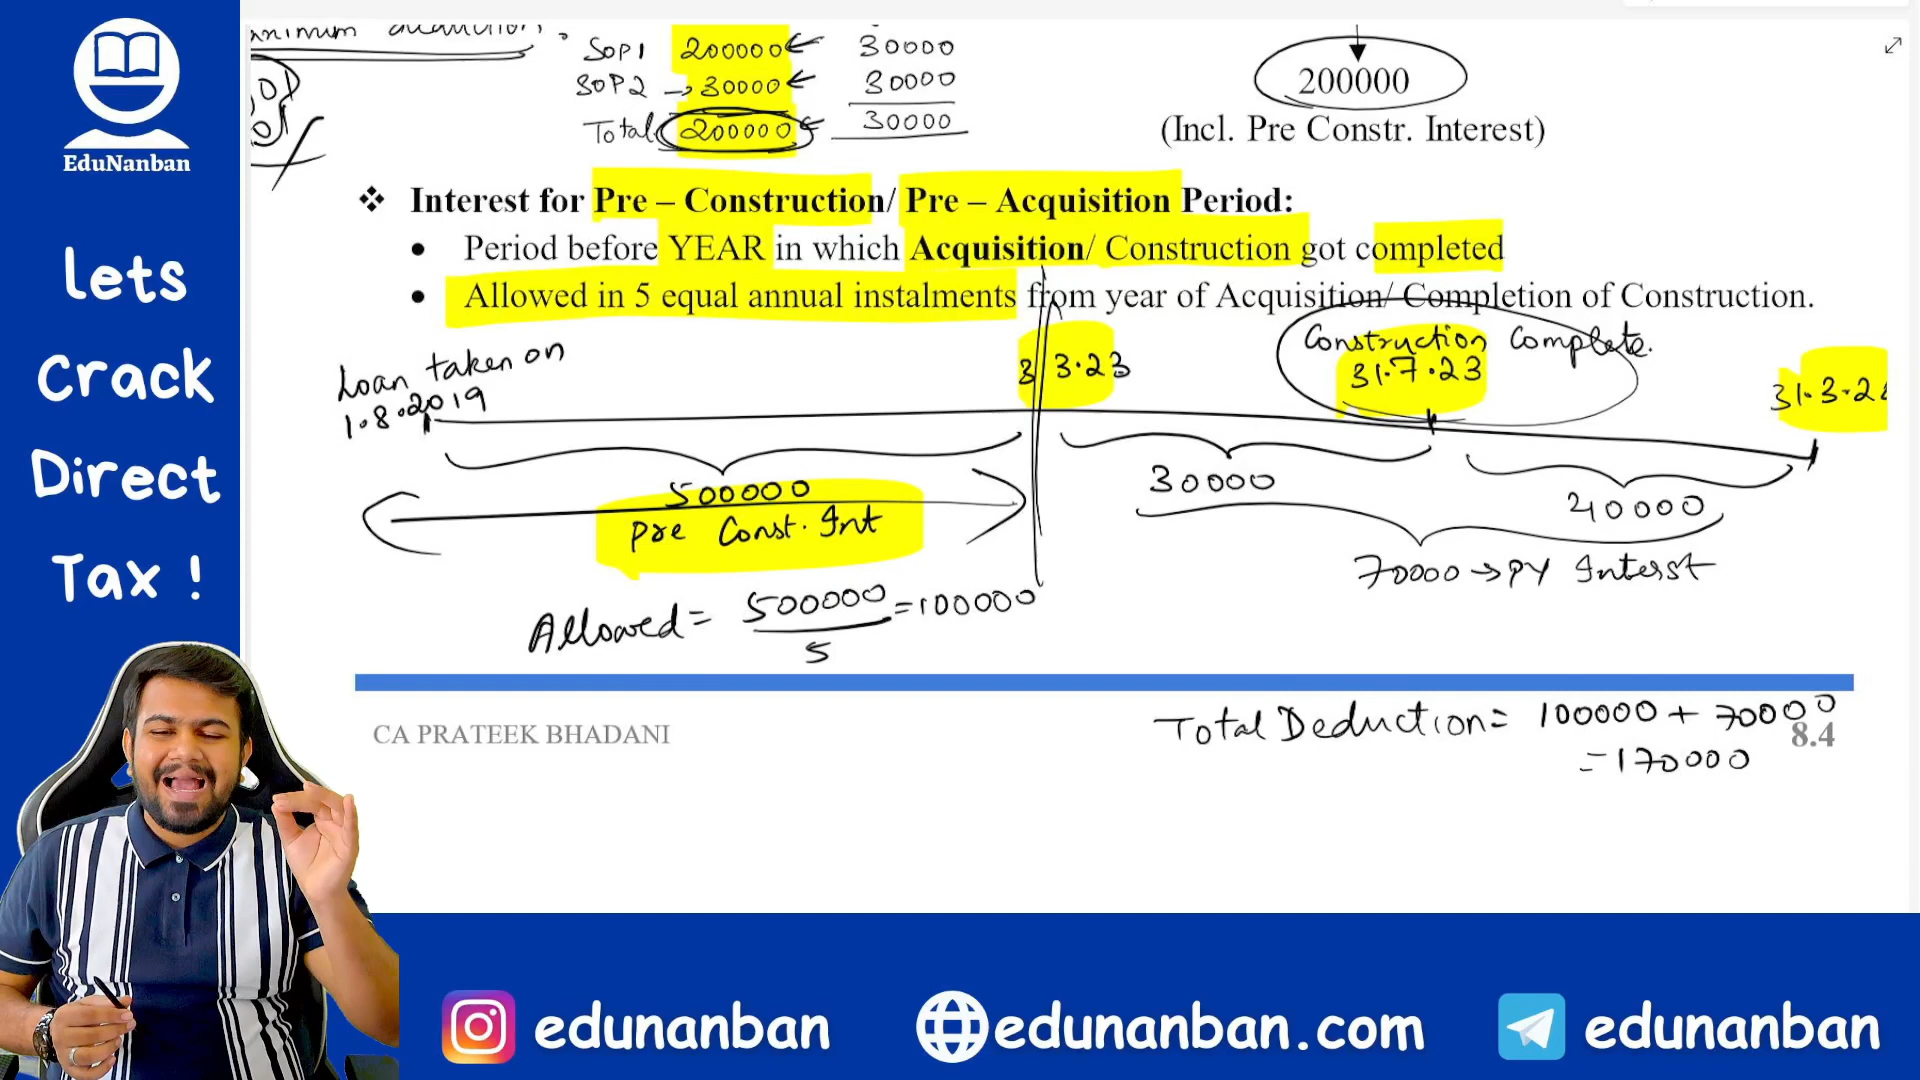 SOP1 200000 ← 30000
SOP2 → 30000 ← 30000
Total 200000 ← 30000
200000
(Incl. Pre Constr. Interest)
EduNanban
❖ Interest for Pre – Construction/ Pre – Acquisition Period:
• Period before YEAR in which Acquisition/ Construction got completed
• Allowed in 5 equal annual instalments from year of Acquisition/ Completion of Construction.
Lets
Crack
Direct
Tax !
Loan taken on
1.8.2019
3.23
Construction Complete.
31.7.23
31.3.2
500000
Pre Const. Int
30000
40000
70000 → PY Interst
Allowed = 500000 = 100000
5
CA PRATEEK BHADANI
Total Deduction = 100000 + 70000
8.4
= 170000
edunanban
edunanban.com
edunanban